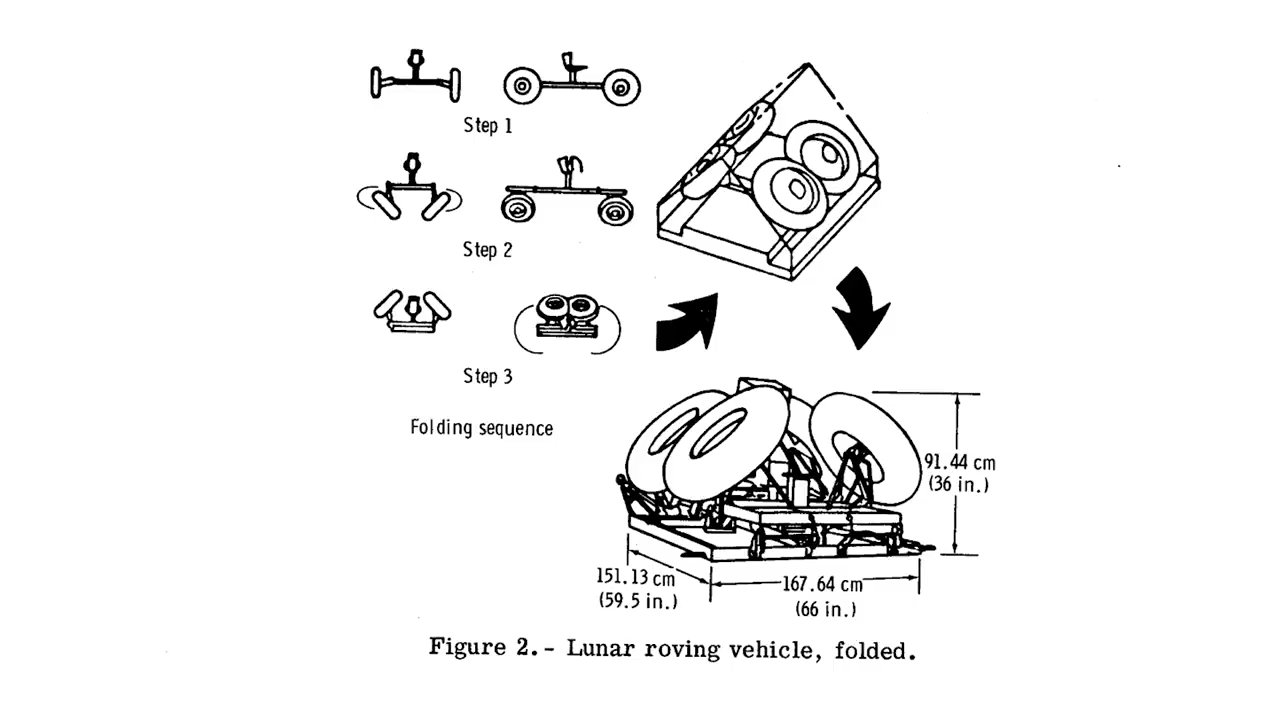 Step 1
Step 2
Step 3
Folding sequence
91.44 cm
(36 in.)
151.13 cm
(59.5 in.)
167.64 cm
(66 in.)
Figure 2.- Lunar roving vehicle, folded.